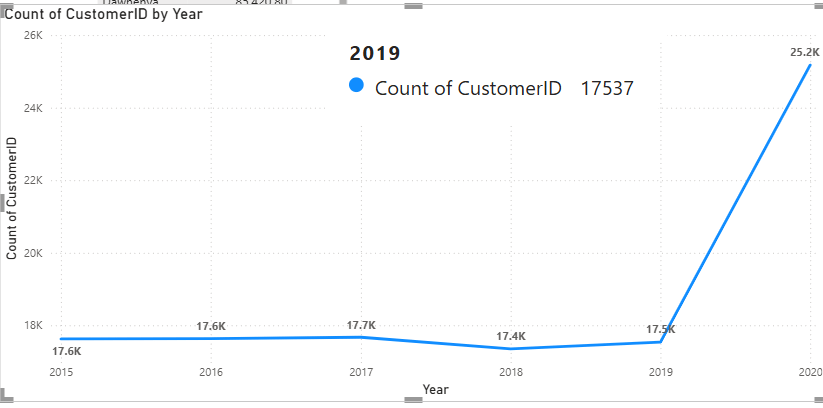 Count of CustomerID by Year
26K
24K
22K
20K
18K
Count of CustomerID
2019
Count of CustomerID 17537
17.6K
17.6K
17.7K
17.4K
17.5K
25.2K
2015 2016 2017 2018 2019 2020
Year